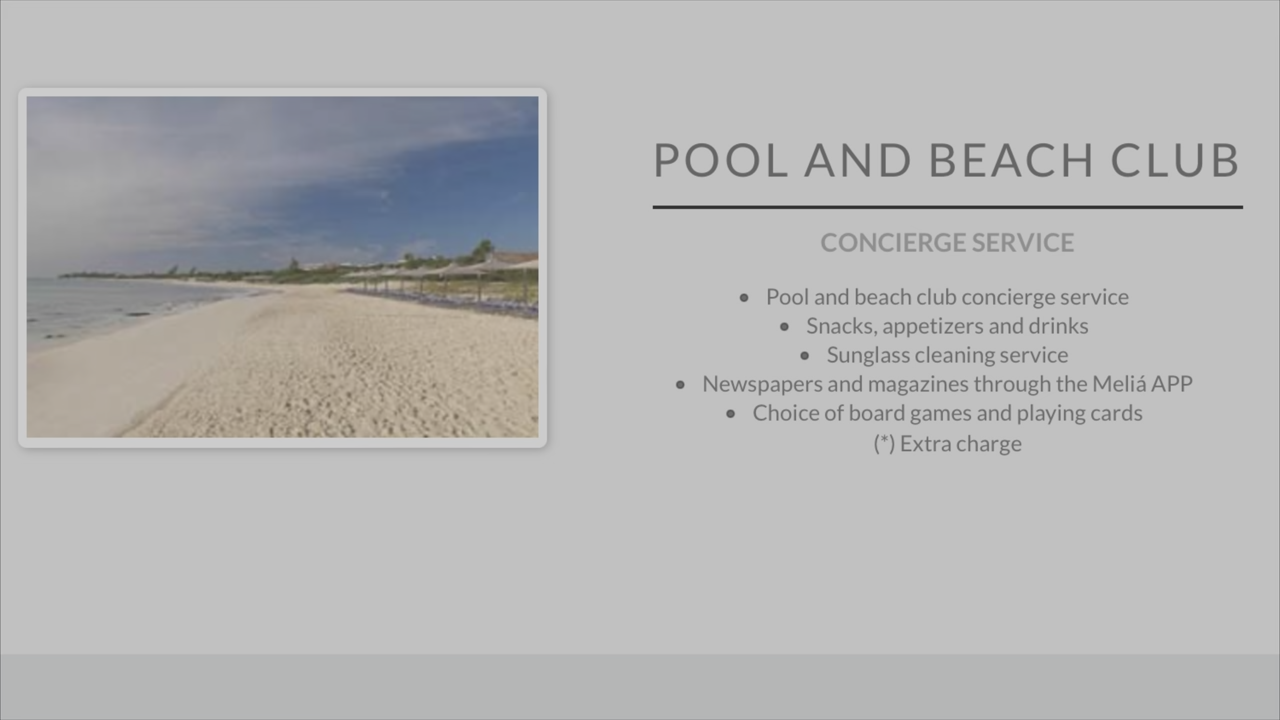 POOL AND BEACH CLUB
CONCIERGE SERVICE
• Pool and beach club concierge service
• Snacks, appetizers and drinks
• Sunglass cleaning service
• Newspapers and magazines through the Meliá APP
• Choice of board games and playing cards
(*) Extra charge